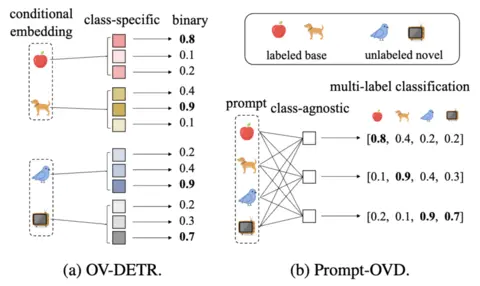 conditional
embedding
class-specific
binary
0.8
0.1
0.2
0.4
0.9
0.1
0.2
0.4
0.9
0.2
0.3
0.7
(a) OV-DETR.
labeled base
unlabeled novel
multi-label classification
prompt
class-agnostic
[0.8, 0.4, 0.2, 0.2]
[0.1, 0.9, 0.4, 0.3]
[0.2, 0.1, 0.9, 0.7]
(b) Prompt-OVD.